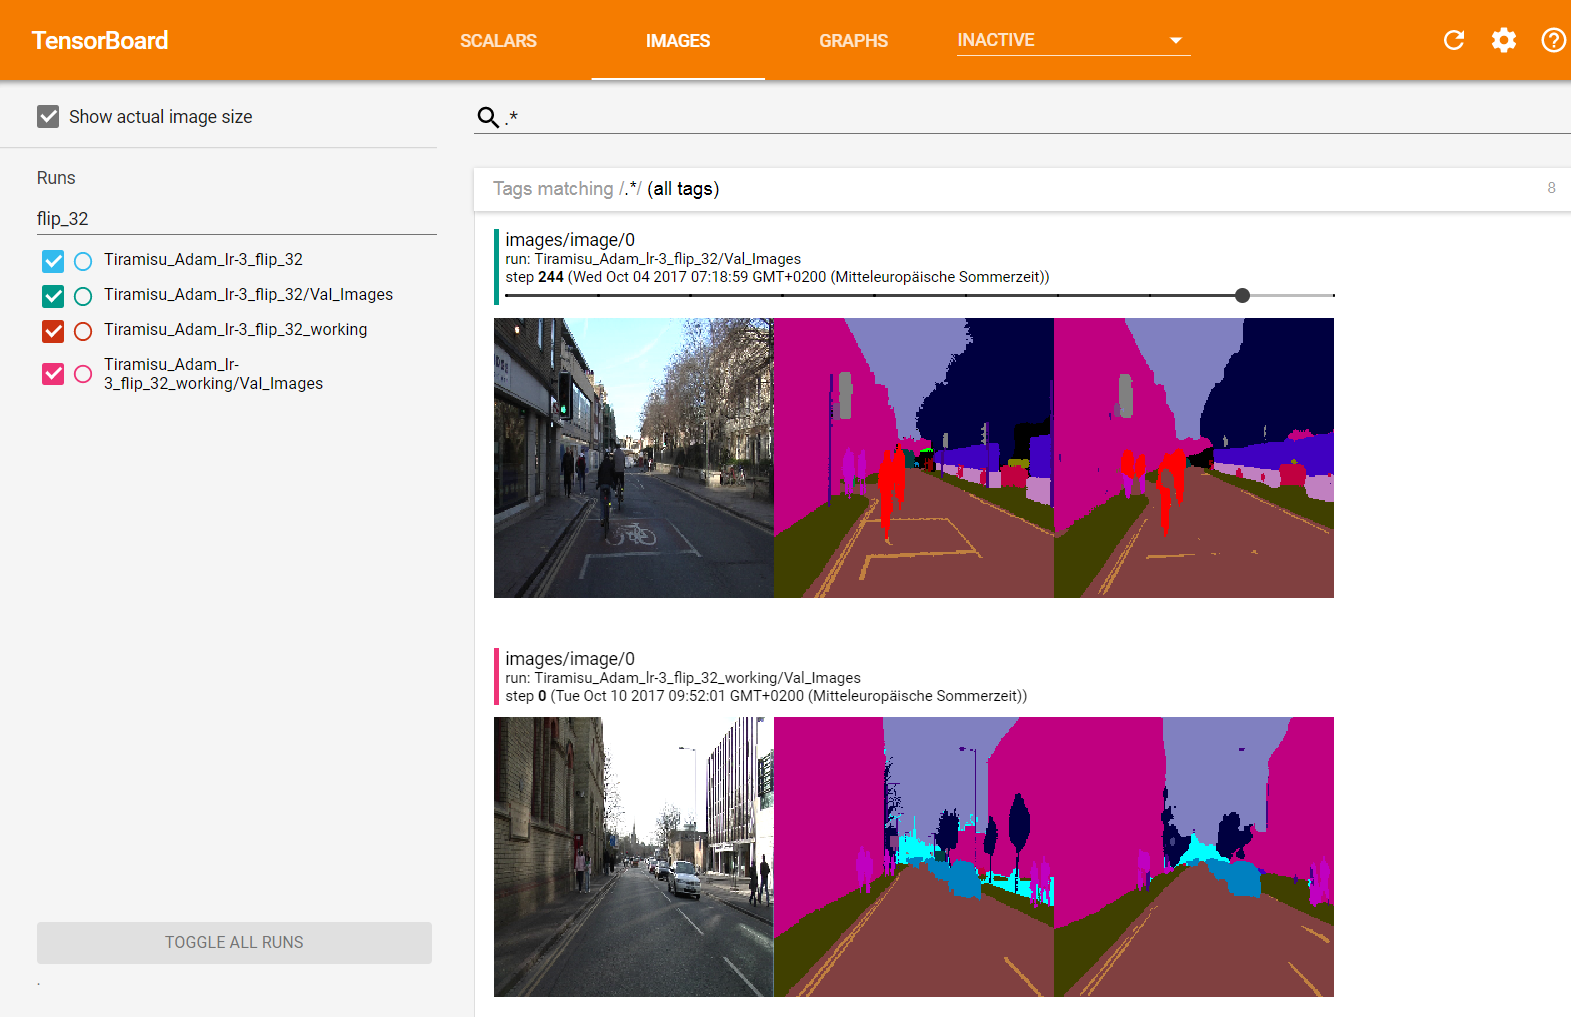 TensorBoard
SCALARS
IMAGES
GRAPHS
INACTIVE
Show actual image size
.*
Runs
flip_32
Tiramisu_Adam_lr-3_flip_32
Tiramisu_Adam_lr-3_flip_32/Val_Images
Tiramisu_Adam_lr-3_flip_32_working
Tiramisu_Adam_lr-
3_flip_32_working/Val_Images
TOGGLE ALL RUNS
.
Tags matching /.*/ (all tags)
8
images/image/0
run: Tiramisu_Adam_lr-3_flip_32/Val_Images
step 244 (Wed Oct 04 2017 07:18:59 GMT+0200 (Mitteleuropäische Sommerzeit))
images/image/0
run: Tiramisu_Adam_lr-3_flip_32_working/Val_Images
step 0 (Tue Oct 10 2017 09:52:01 GMT+0200 (Mitteleuropäische Sommerzeit))